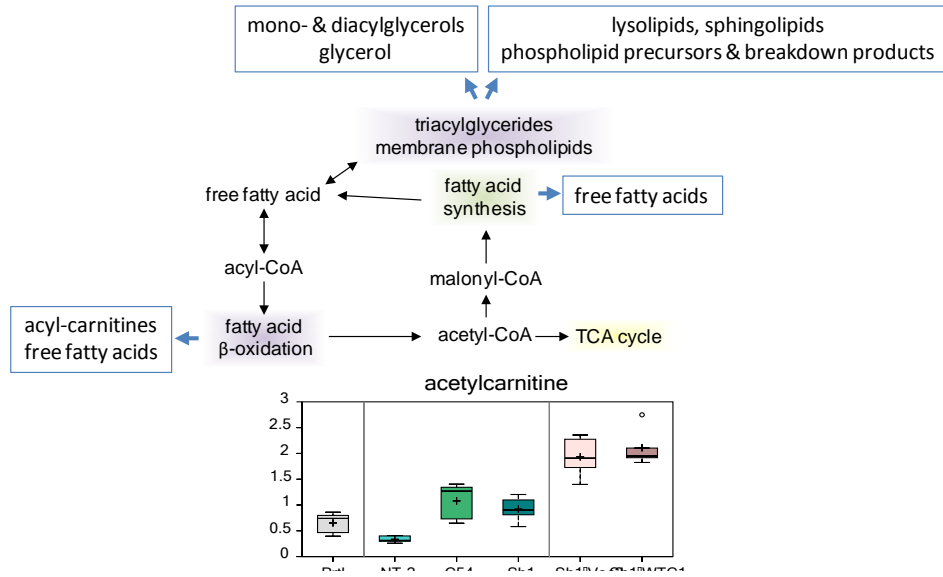 mono- & diacylglycerols
glycerol
lysolipids, sphingolipids
phospholipid precursors & breakdown products
triacylglycerides
membrane phospholipids
free fatty acid
fatty acid
synthesis
free fatty acids
acyl-CoA
malonyl-CoA
acyl-carnitines
free fatty acids
fatty acid
β-oxidation
acetyl-CoA
TCA cycle
acetylcarnitine
3
2.5
2
1.5
1
0.5
0